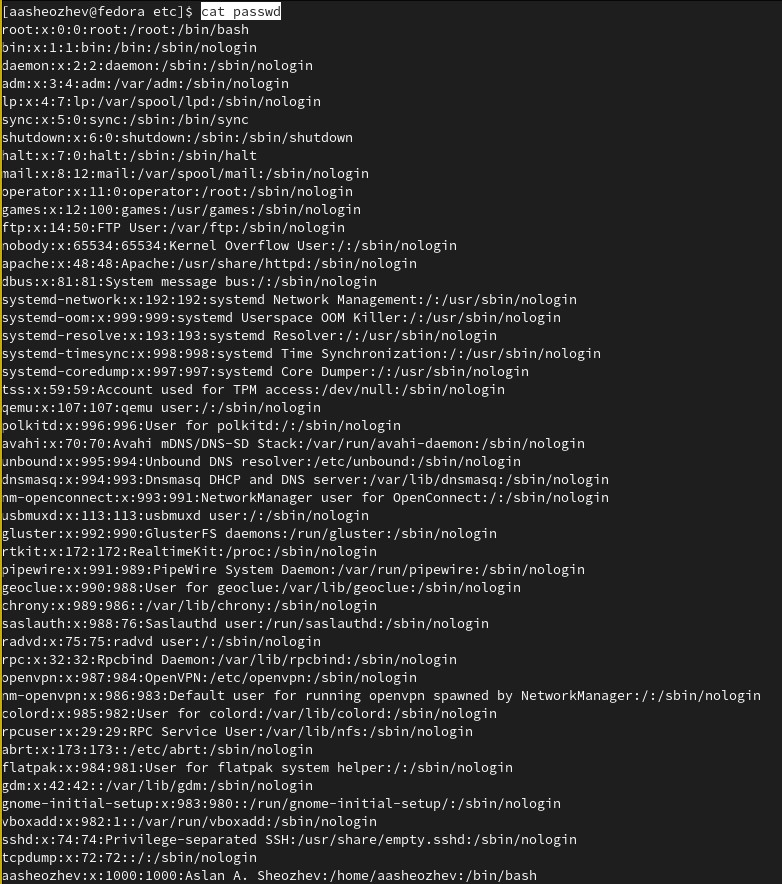 [aasheozhev@fedora etc]$ cat passwd
root:x:0:0:root:/root:/bin/bash
bin:x:1:1:bin:/bin:/sbin/nologin
daemon:x:2:2:daemon:/sbin:/sbin/nologin
adm:x:3:4:adm:/var/adm:/sbin/nologin
lp:x:4:7:lp:/var/spool/lpd:/sbin/nologin
sync:x:5:0:sync:/sbin:/bin/sync
shutdown:x:6:0:shutdown:/sbin:/sbin/shutdown
halt:x:7:0:halt:/sbin:/sbin/halt
mail:x:8:12:mail:/var/spool/mail:/sbin/nologin
operator:x:11:0:operator:/root:/sbin/nologin
games:x:12:100:games:/usr/games:/sbin/nologin
ftp:x:14:50:FTP User:/var/ftp:/sbin/nologin
nobody:x:65534:65534:Kernel Overflow User:/:/sbin/nologin
apache:x:48:48:Apache:/usr/share/httpd:/sbin/nologin
dbus:x:81:81:System message bus:/:/sbin/nologin
systemd-network:x:192:192:systemd Network Management:/:/usr/sbin/nologin
systemd-oom:x:999:999:systemd Userspace OOM Killer:/:/usr/sbin/nologin
systemd-resolve:x:193:193:systemd Resolver:/:/usr/sbin/nologin
systemd-timesync:x:998:998:systemd Time Synchronization:/:/usr/sbin/nologin
systemd-coredump:x:997:997:systemd Core Dumper:/:/usr/sbin/nologin
tss:x:59:59:Account used for TPM access:/dev/null:/sbin/nologin
qemu:x:107:107:qemu user:/:/sbin/nologin
polkitd:x:996:996:User for polkitd:/:/sbin/nologin
avahi:x:70:70:Avahi mDNS/DNS-SD Stack:/var/run/avahi-daemon:/sbin/nologin
unbound:x:995:994:Unbound DNS resolver:/etc/unbound:/sbin/nologin
dnsmasq:x:994:993:Dnsmasq DHCP and DNS server:/var/lib/dnsmasq:/sbin/nologin
nm-openconnect:x:993:991:NetworkManager user for OpenConnect:/:/sbin/nologin
usbmuxd:x:113:113:usbmuxd user:/:/sbin/nologin
gluster:x:992:990:GlusterFS daemons:/run/gluster:/sbin/nologin
rtkit:x:172:172:RealtimeKit:/proc:/sbin/nologin
pipewire:x:991:989:PipeWire System Daemon:/var/run/pipewire:/sbin/nologin
geoclue:x:990:988:User for geoclue:/var/lib/geoclue:/sbin/nologin
chrony:x:989:986::/var/lib/chrony:/sbin/nologin
saslauth:x:988:76:Saslauthd user:/run/saslauthd:/sbin/nologin
radvd:x:75:75:radvd user:/:/sbin/nologin
rpc:x:32:32:Rpcbind Daemon:/var/lib/rpcbind:/sbin/nologin
openvpn:x:987:984:OpenVPN:/etc/openvpn:/sbin/nologin
nm-openvpn:x:986:983:Default user for running openvpn spawned by NetworkManager:/:/sbin/nologin
colord:x:985:982:User for colord:/var/lib/colord:/sbin/nologin
rpcuser:x:29:29:RPC Service User:/var/lib/nfs:/sbin/nologin
abrt:x:173:173::/etc/abrt:/sbin/nologin
flatpak:x:984:981:User for flatpak system helper:/:/sbin/nologin
gdm:x:42:42::/var/lib/gdm:/sbin/nologin
gnome-initial-setup:x:983:980::/run/gnome-initial-setup/:/sbin/nologin
vboxadd:x:982:1::/var/run/vboxadd:/sbin/nologin
sshd:x:74:74:Privilege-separated SSH:/usr/share/empty.sshd:/sbin/nologin
tcpdump:x:72:72::/:/sbin/nologin
aasheozhev:x:1000:1000:Aslan A. Sheozhev:/home/aasheozhev:/bin/bash